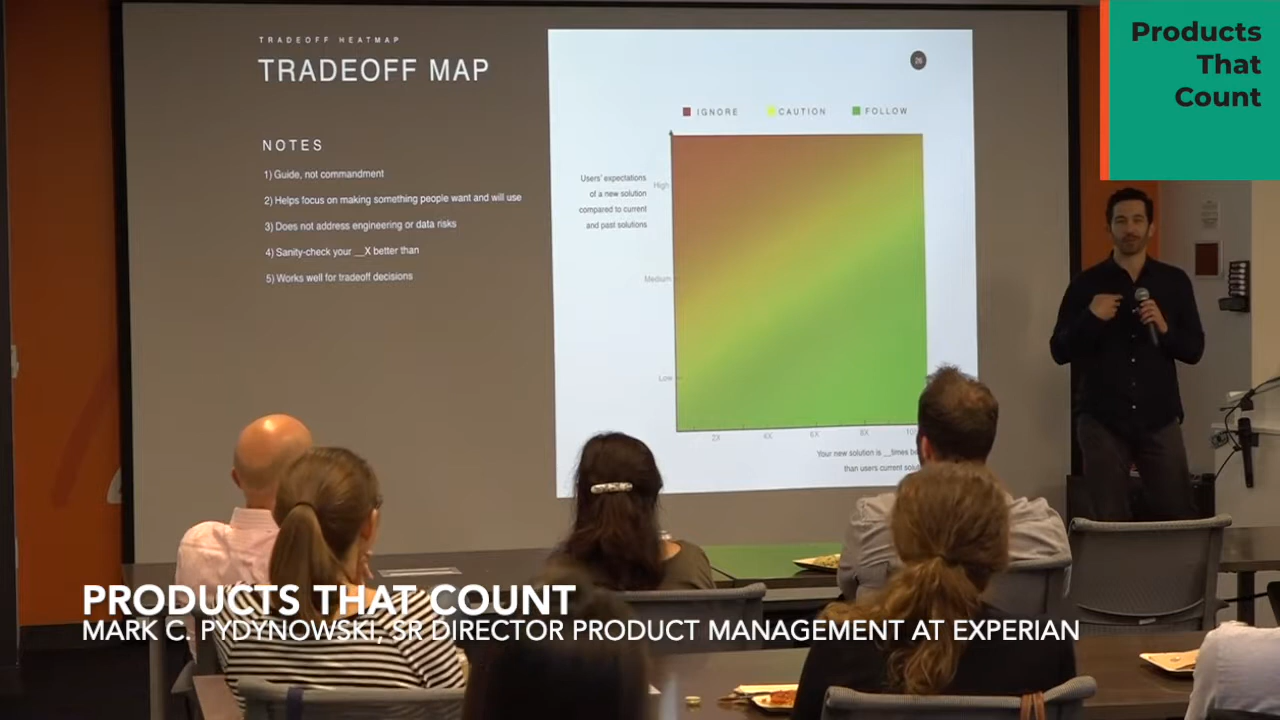 TRADEOFF HEATMAP
TRADEOFF MAP
NOTES
1) Guide, not commandment
2) Helps focus on making something people want and will use
3) Does not address engineering or data risks
4) Sanity-check your __X better than
5) Works well for tradeoff decisions
26
IGNORE CAUTION FOLLOW
Users' expectations
of a new solution
compared to current
and past solutions
High
Medium
Low
2X 4X 6X 8X
Your new solution is __times
than users current
Products
That
Count
PRODUCTS THAT COUNT
MARK C. PYDYNOWSKI, SR DIRECTOR PRODUCT MANAGEMENT AT EXPERIAN